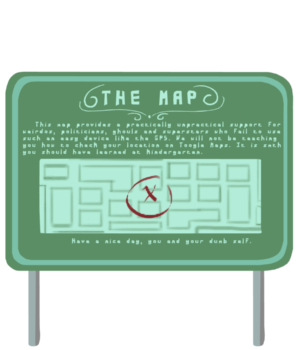 THE MAP
This map provides a practically unpractical support for
weirdos, politicians, ghouls and superstars who fail to use
such an easy device like the GPS. We will not be teaching
you how to check your location on Toogle Maps. It is such
you should have learned at Kindergarten.
X
Have a nice day, you and your dumb self.